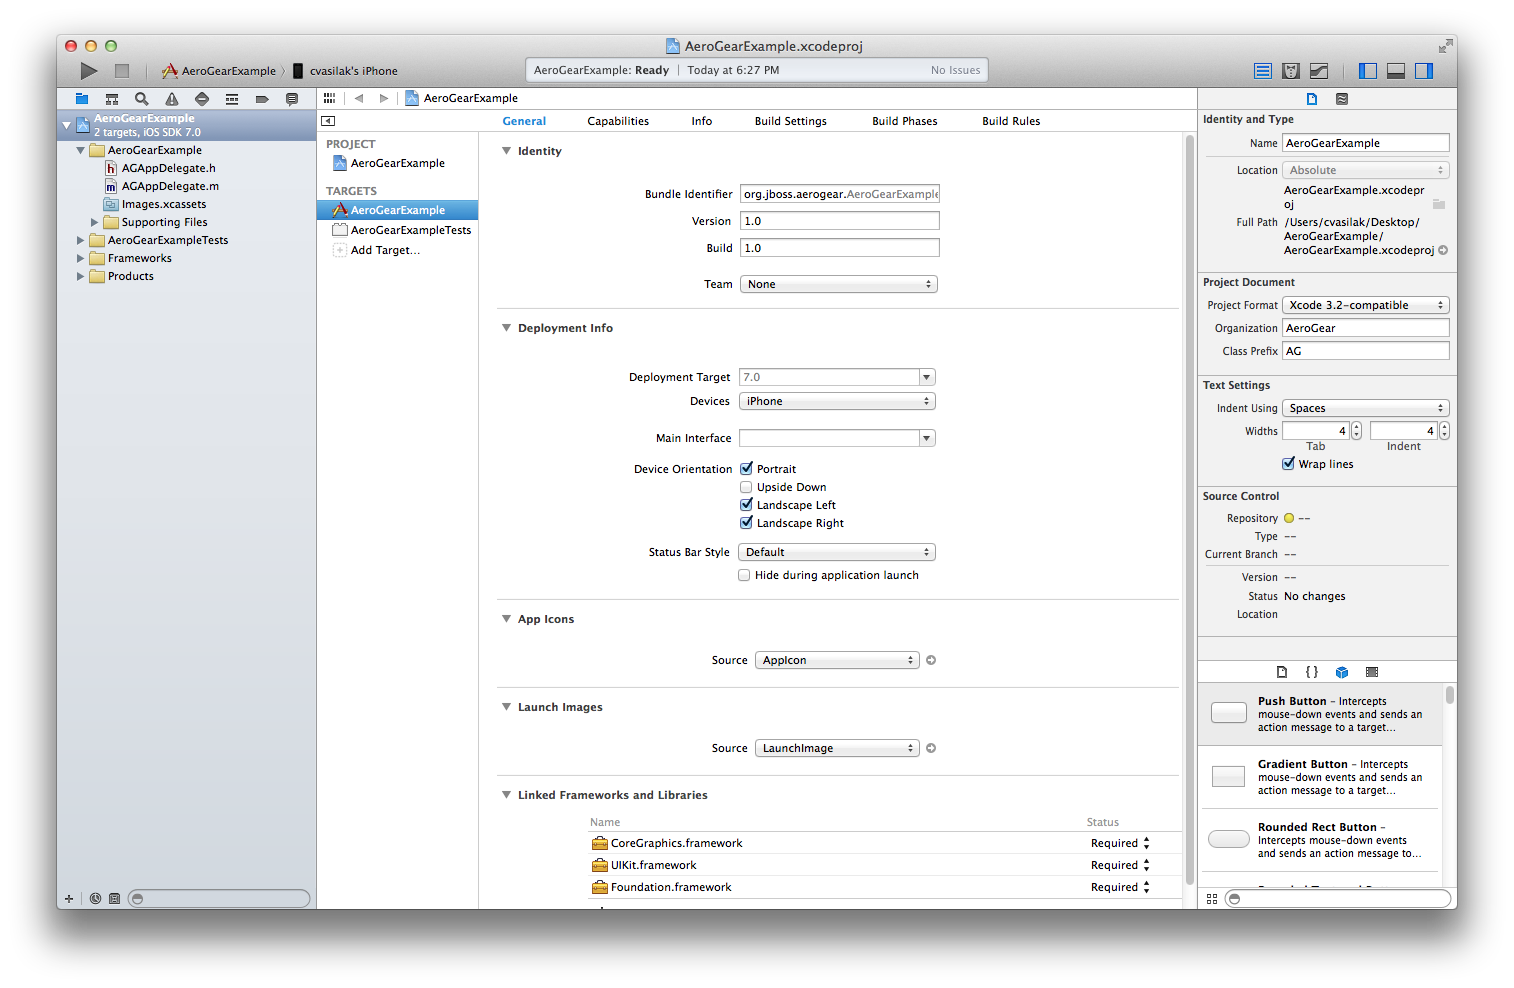 AeroGearExample.xcodeproj
AeroGearExample
cvasilak's iPhone
AeroGearExample: Ready | Today at 6:27 PM
No Issues
AeroGearExample
2 targets, iOS SDK 7.0
AeroGearExample
AGAppDelegate.h
AGAppDelegate.m
Images.xcassets
Supporting Files
AeroGearExampleTests
Frameworks
Products
AeroGearExample
General
Capabilities
Info
Build Settings
Build Phases
Build Rules
PROJECT
AeroGearExample
TARGETS
AeroGearExample
AeroGearExampleTests
Add Target...
Identity
Bundle Identifier org.jboss.aerogear.AeroGearExample
Version 1.0
Build 1.0
Team None
Deployment Info
Deployment Target 7.0
Devices iPhone
Main Interface
Device Orientation Portrait
Upside Down
Landscape Left
Landscape Right
Status Bar Style Default
Hide during application launch
App Icons
Source AppIcon
Launch Images
Source LaunchImage
Linked Frameworks and Libraries
Name Status
CoreGraphics.framework Required
UIKit.framework Required
Foundation.framework Required
Identity and Type
Name AeroGearExample
Location Absolute
AeroGearExample.xcodepr
oj
Full Path /Users/cvasilak/Desktop/
AeroGearExample/
AeroGearExample.xcodeproj
Project Document
Project Format Xcode 3.2-compatible
Organization AeroGear
Class Prefix AG
Text Settings
Indent Using Spaces
Widths 4 4
Tab Indent
Wrap lines
Source Control
Repository --
Type --
Current Branch --
Version --
Status No changes
Location
{ }
Push Button - Intercepts
mouse-down events and sends an
action message to a target...
Gradient Button - Intercepts
mouse-down events and sends an
action message to a target...
Rounded Rect Button -
Intercepts mouse-down events
and sends an action message to...